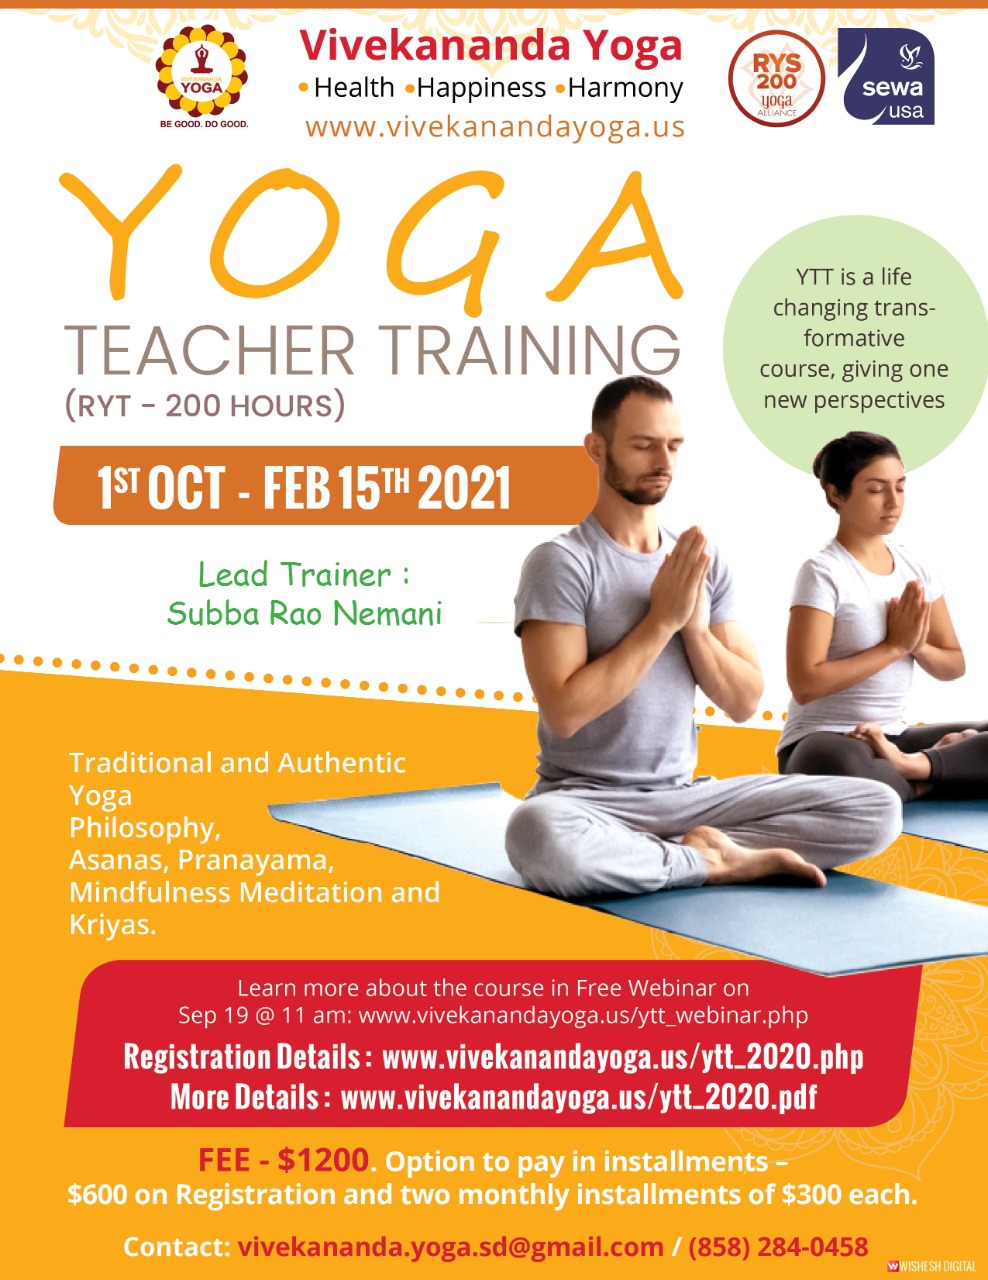 Vivekananda Yoga
•Health •Happiness •Harmony
www.vivekanandayoga.us
VIVEKANANDA
YOGA
BE GOOD. DO GOOD.
RYS
200
yoga
ALLIANCE
sewa
usa
YOGA
TEACHER TRAINING
(RYT - 200 HOURS)
YTT is a life
changing trans-
formative
course, giving one
new perspectives
1ST OCT - FEB 15TH 2021
Lead Trainer :
Subba Rao Nemani
Traditional and Authentic
Yoga
Philosophy,
Asanas, Pranayama,
Mindfulness Meditation and
Kriyas.
Learn more about the course in Free Webinar on
Sep 19 @ 11 am: www.vivekanandayoga.us/ytt_webinar.php
Registration Details : www.vivekanandayoga.us/ytt_2020.php
More Details : www.vivekanandayoga.us/ytt_2020.pdf
FEE - $1200. Option to pay in installments –
$600 on Registration and two monthly installments of $300 each.
Contact: vivekananda.yoga.sd@gmail.com / (858) 284-0458
WISHESH DIGITAL